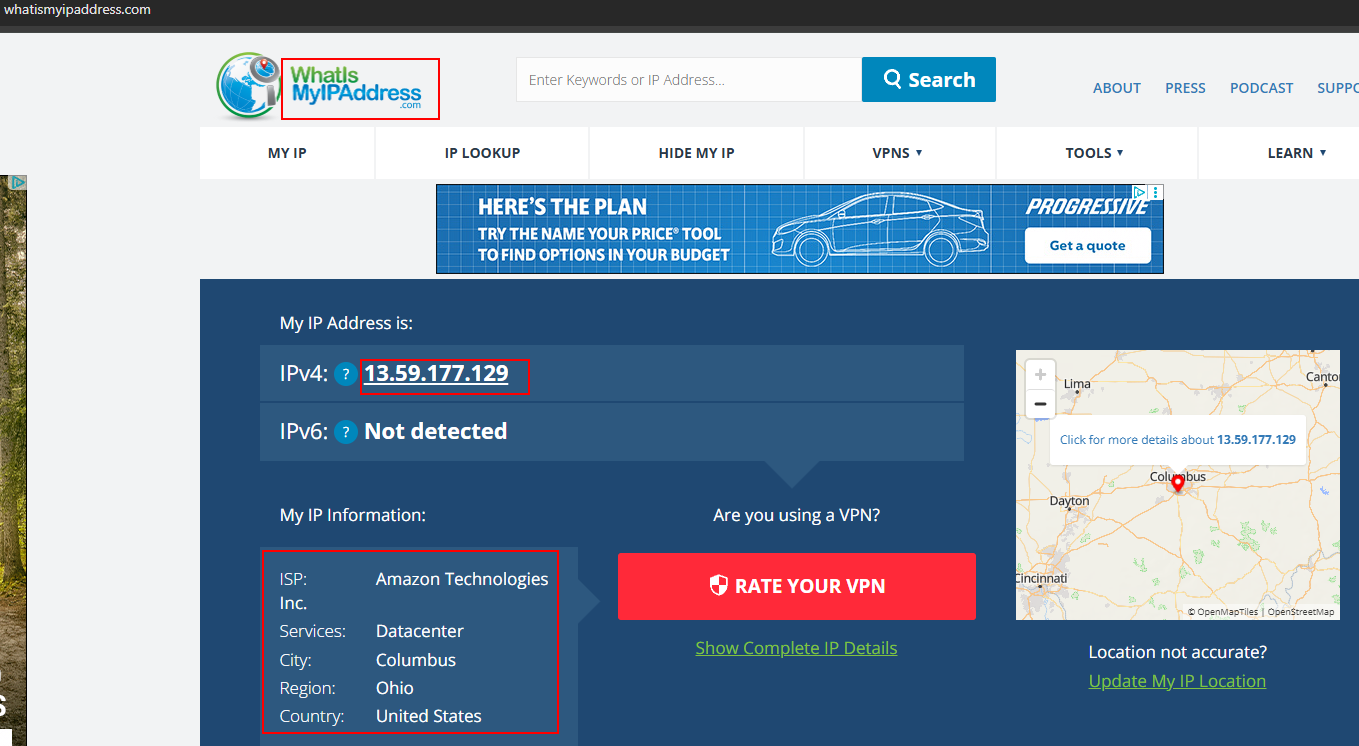 whatismyipaddress.com
WhatIs
MyIPAddress
.com
Enter Keywords or IP Address...
Search
ABOUT PRESS PODCAST SUPPO
MY IP IP LOOKUP HIDE MY IP VPNS ▾ TOOLS ▾ LEARN ▾
HERE'S THE PLAN
TRY THE NAME YOUR PRICE® TOOL
TO FIND OPTIONS IN YOUR BUDGET
PROGRESSIVE
Get a quote
My IP Address is:
IPv4: ? 13.59.177.129
IPv6: ? Not detected
My IP Information:
ISP: Amazon Technologies
Inc.
Services: Datacenter
City: Columbus
Region: Ohio
Country: United States
Are you using a VPN?
RATE YOUR VPN
Show Complete IP Details
+
−
Lima
Canto
Click for more details about 13.59.177.129
Columbus
Dayton
Cincinnati
© OpenMapTiles | OpenStreetMap
Location not accurate?
Update My IP Location
S